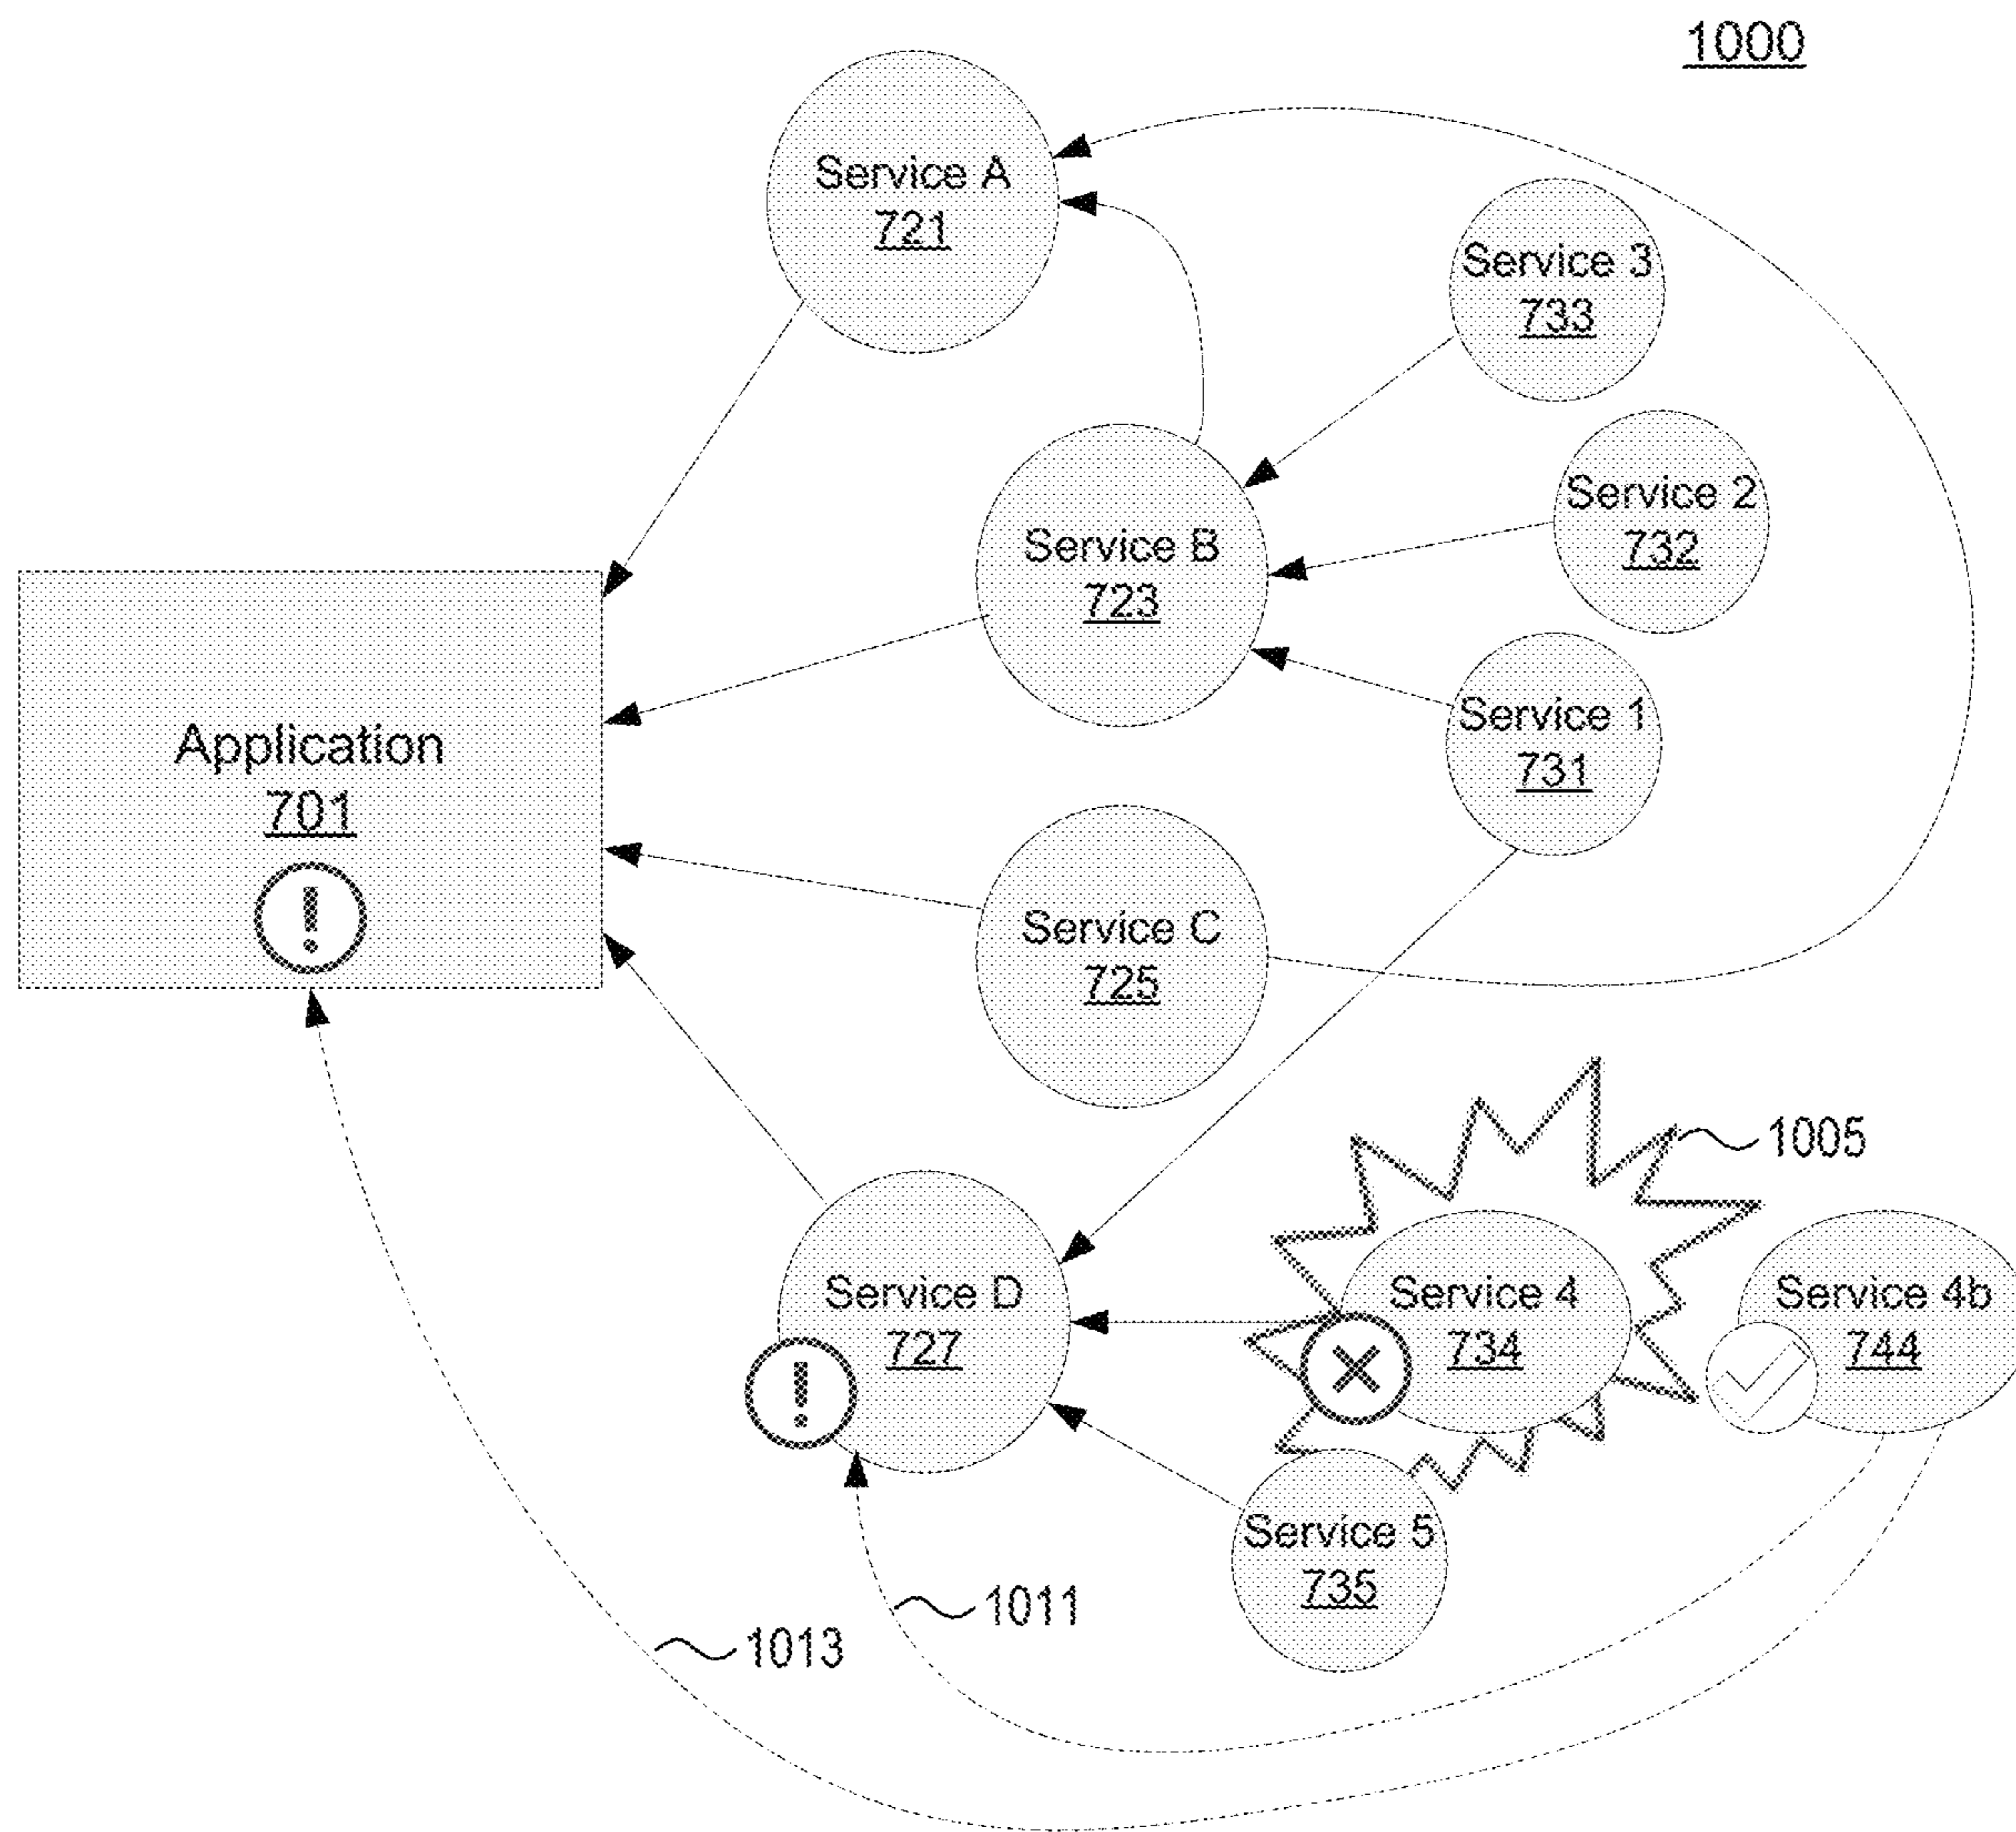 1000
Service A
721
Service 3
733
Service 2
732
Service B
723
Service 1
731
Application
701
!
Service C
725
1005
Service D
727
!
Service 4
734
Service 4b
744
Service 5
735
1011
1013